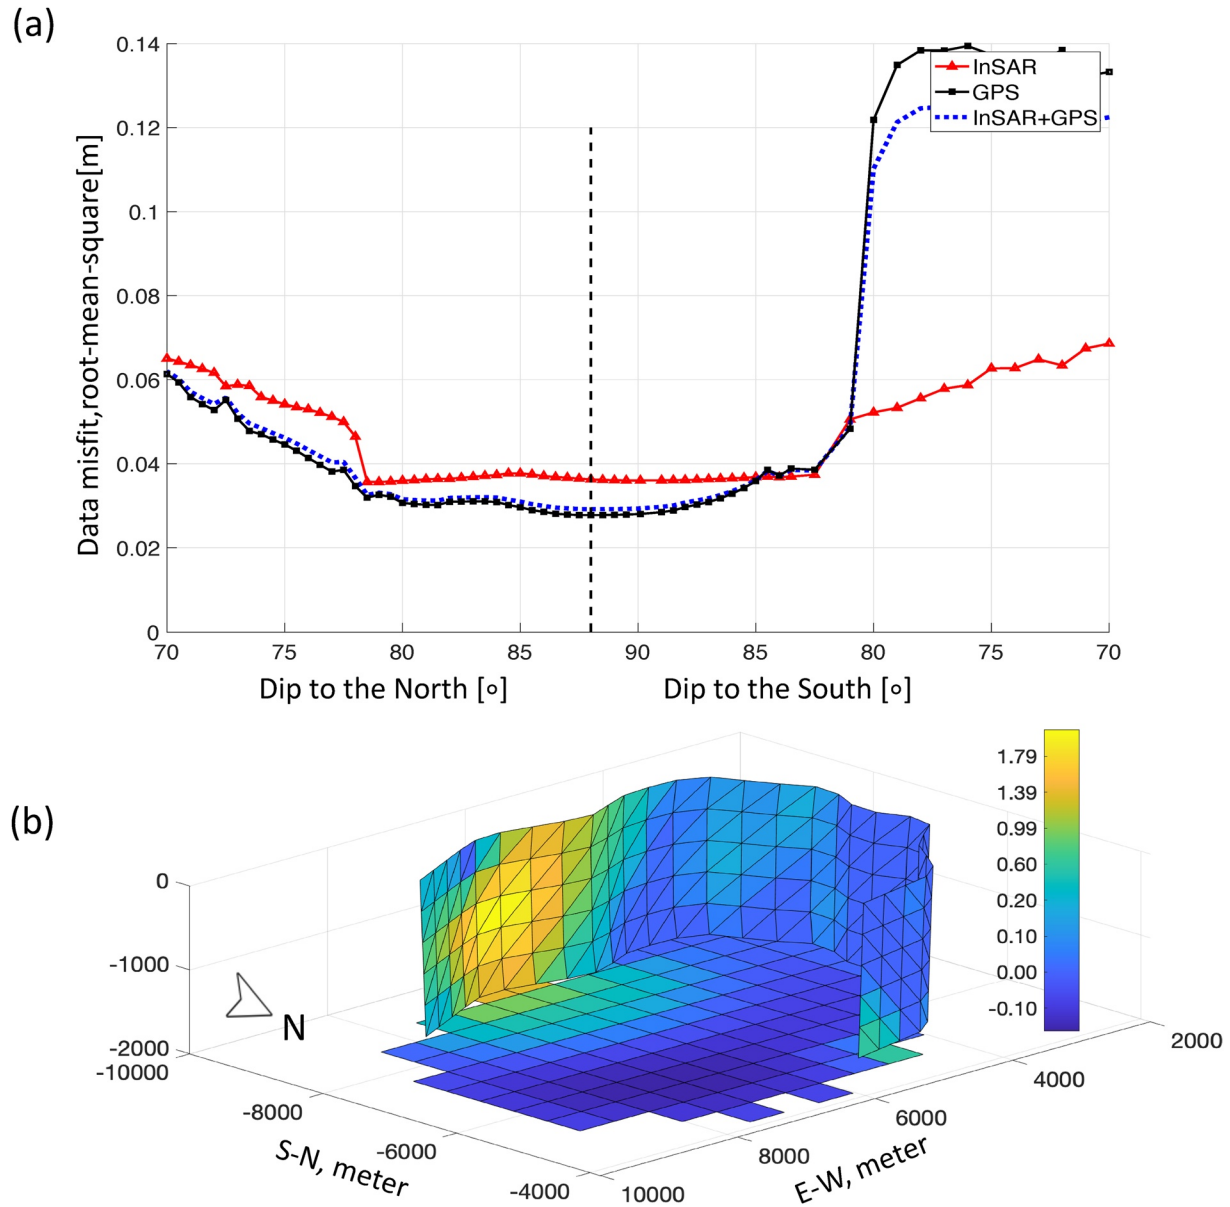 (a)
0.14
0.12
0.1
0.08
0.06
0.04
0.02
0
Data misfit,root-mean-square[m]
InSAR
GPS
InSAR+GPS
70 75 80 85 90 85 80 75 70
Dip to the North [∘] Dip to the South [∘]
(b)
1.79
1.39
0.99
0.60
0.20
0.10
0.00
-0.10
0
-1000
-2000
N
-10000
-8000
-6000
-4000
S-N, meter
2000
4000
6000
8000
10000
E-W, meter